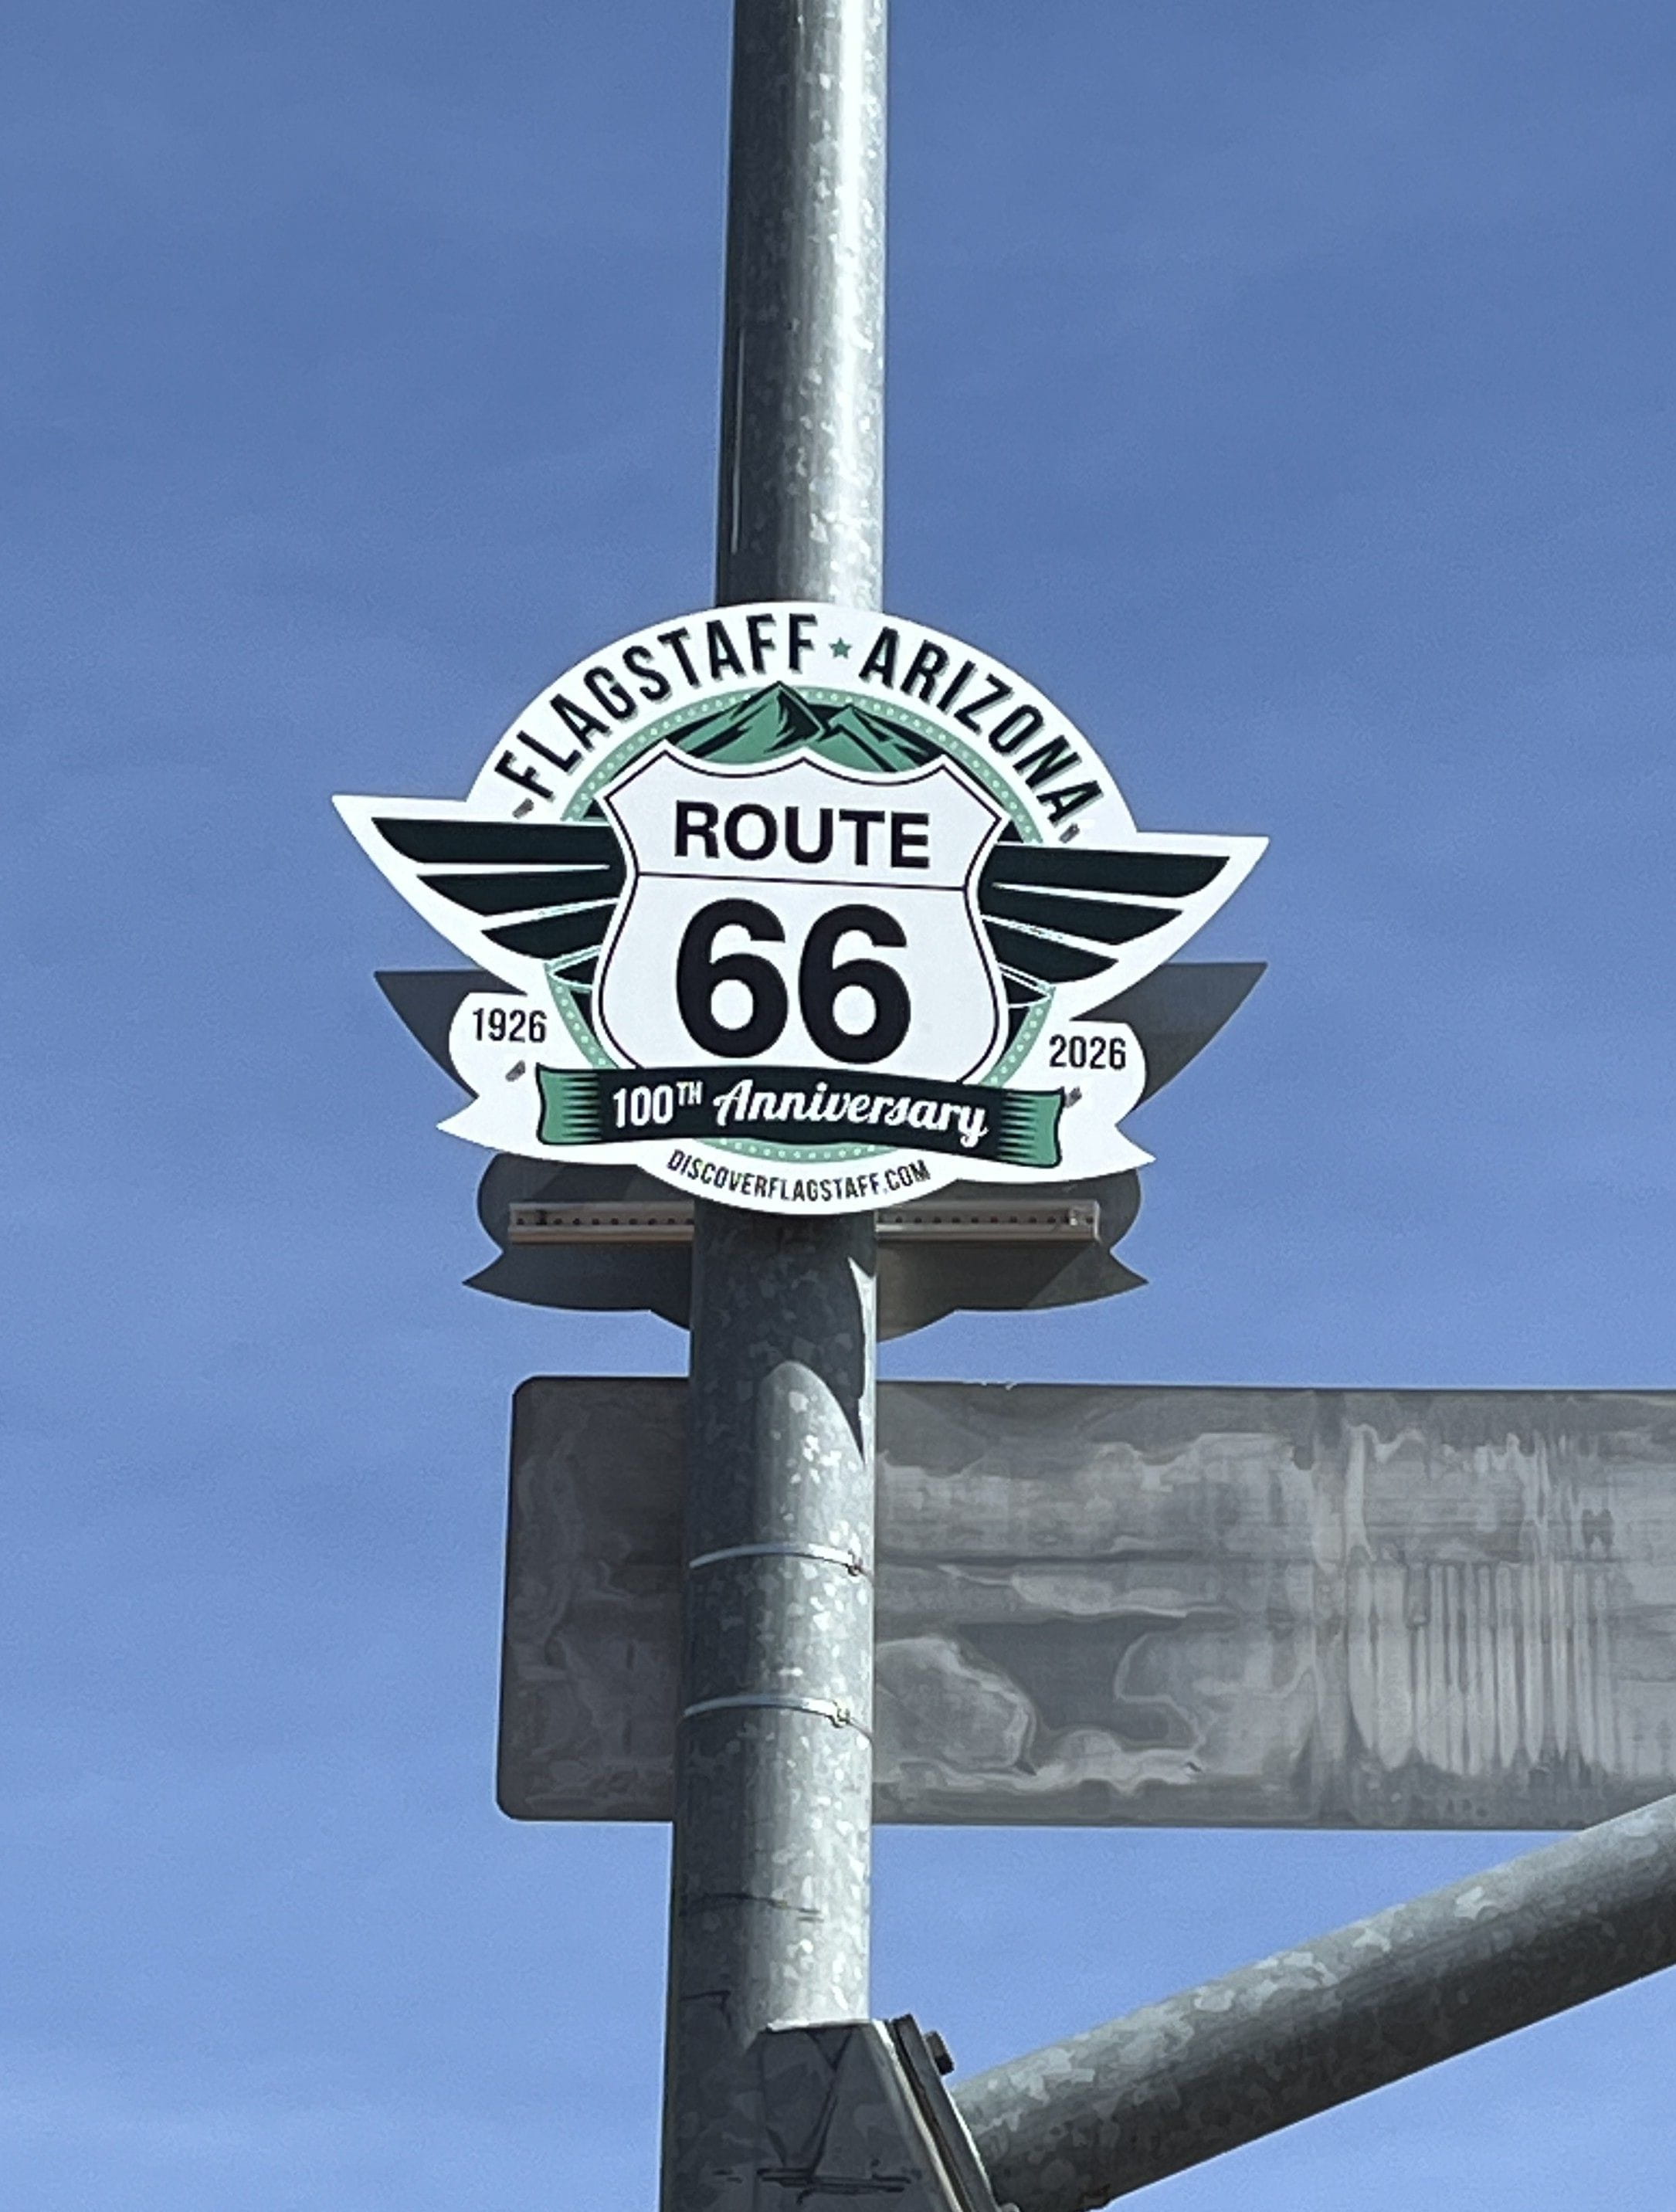 FLAGSTAFF ★ ARIZONA
ROUTE
66
1926
2026
100TH Anniversary
DISCOVERFLAGSTAFF.COM